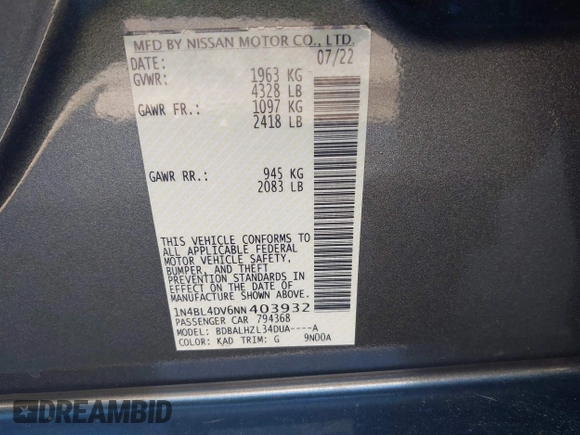 MFD BY NISSAN MOTOR CO., LTD.
DATE: 07/22
GVWR: 1963 KG
4328 LB
GAWR FR.: 1097 KG
2418 LB
GAWR RR.: 945 KG
2083 LB
THIS VEHICLE CONFORMS TO
ALL APPLICABLE FEDERAL
MOTOR VEHICLE SAFETY,
BUMPER, AND THEFT
PREVENTION STANDARDS IN
EFFECT ON THE DATE OF
MANUFACTURE SHOWN ABOVE.
1N4BL4DV6NN403932
PASSENGER CAR 794368
MODEL: BDBALHZL34DUA----A
COLOR: KAD TRIM: G 9N00A
DREAMBID